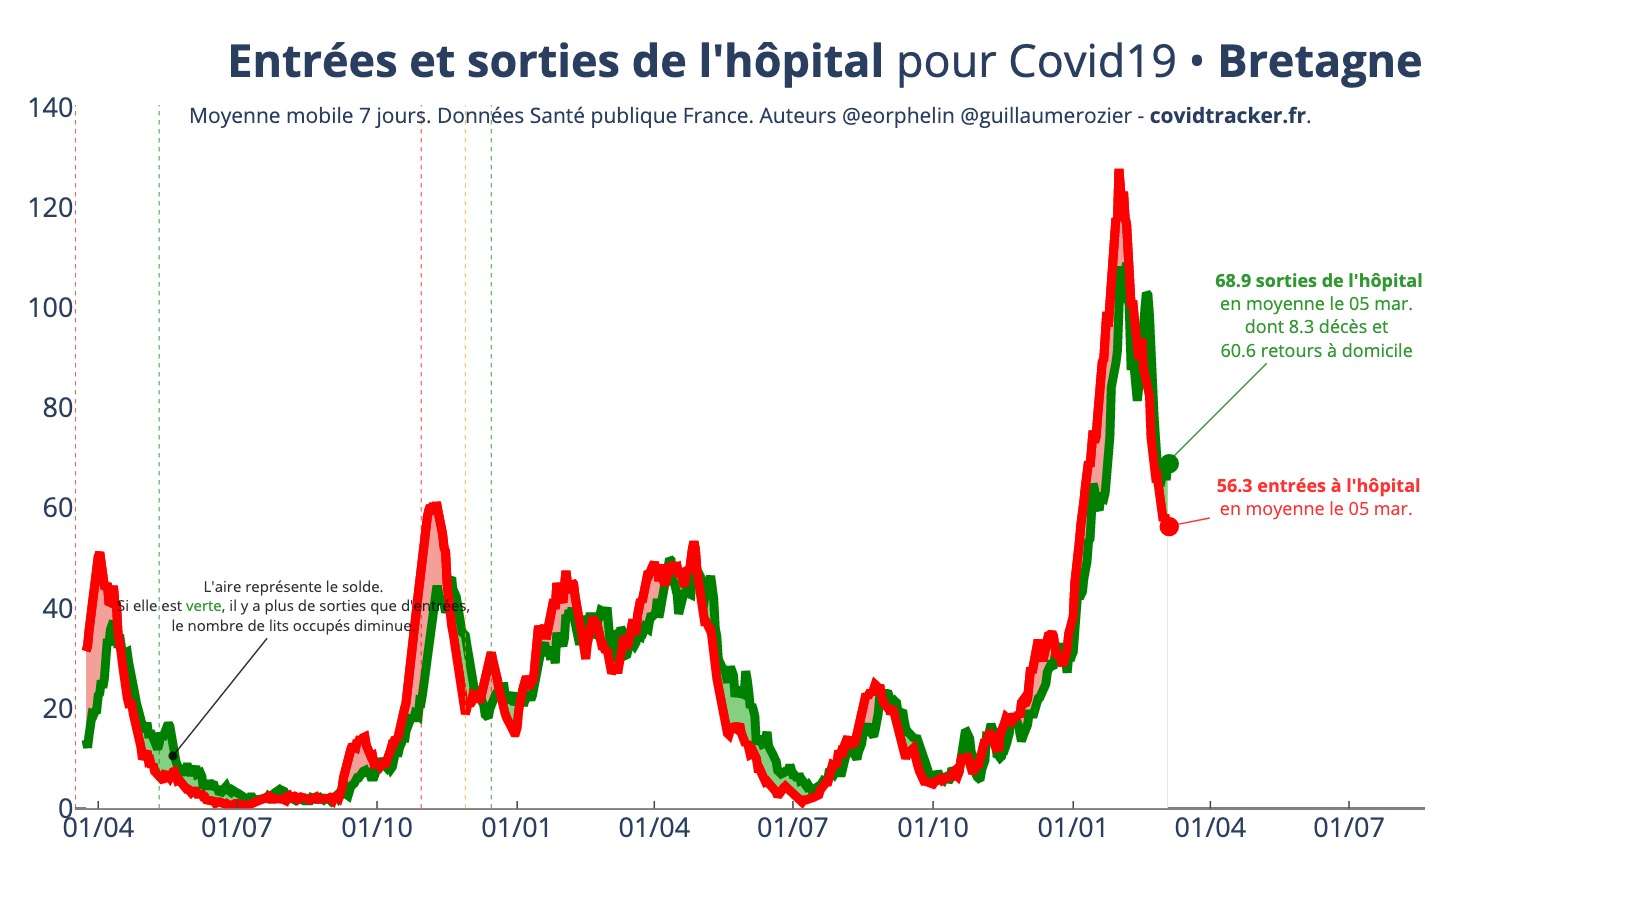 Entrées et sorties de l'hôpital pour Covid19 • Bretagne
Moyenne mobile 7 jours. Données Santé publique France. Auteurs @eorphelin @guillaumerozier - covidtracker.fr.
140
120
100
80
60
40
20
0
68.9 sorties de l'hôpital
en moyenne le 05 mar.
dont 8.3 décès et
60.6 retours à domicile
56.3 entrées à l'hôpital
en moyenne le 05 mar.
L'aire représente le solde.
Si elle est verte, il y a plus de sorties que d'entrées,
le nombre de lits occupés diminue.
01/04 01/07 01/10 01/01 01/04 01/07 01/10 01/01 01/04 01/07